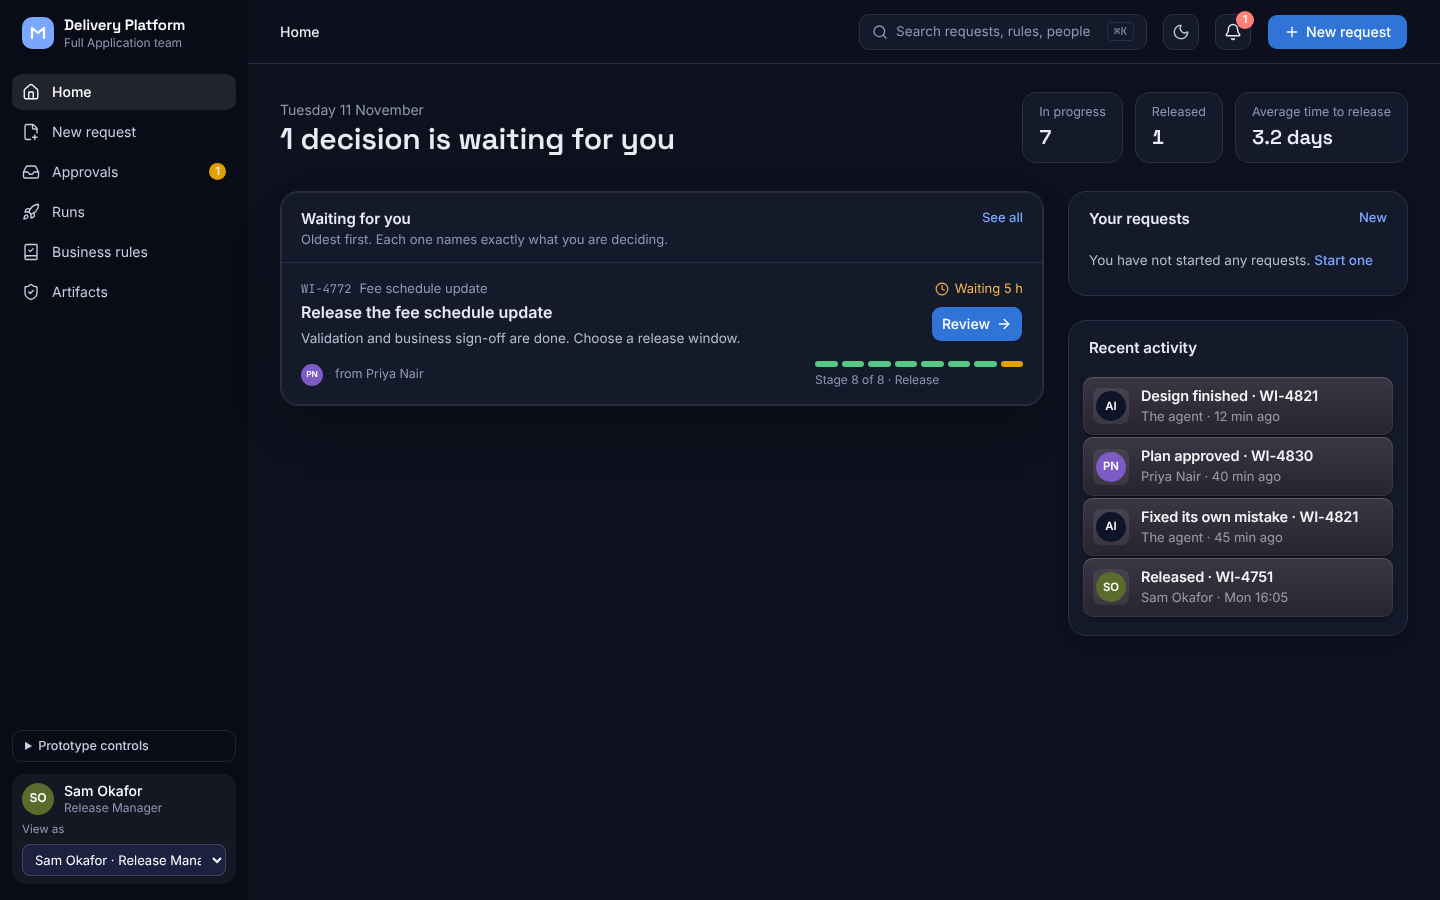 Delivery Platform
Full Application team
Home
New request
Approvals
1
Runs
Business rules
Artifacts
Prototype controls
SO
Sam Okafor
Release Manager
View as
Sam Okafor · Release Mana
Home
Search requests, rules, people
⌘K
1
New request
Tuesday 11 November
1 decision is waiting for you
In progress
7
Released
1
Average time to release
3.2 days
Waiting for you
See all
Oldest first. Each one names exactly what you are deciding.
WI-4772 Fee schedule update
Waiting 5 h
Release the fee schedule update
Review
Validation and business sign-off are done. Choose a release window.
PN
from Priya Nair
Stage 8 of 8 · Release
Your requests
New
You have not started any requests. Start one
Recent activity
AI
Design finished · WI-4821
The agent · 12 min ago
PN
Plan approved · WI-4830
Priya Nair · 40 min ago
AI
Fixed its own mistake · WI-4821
The agent · 45 min ago
SO
Released · WI-4751
Sam Okafor · Mon 16:05